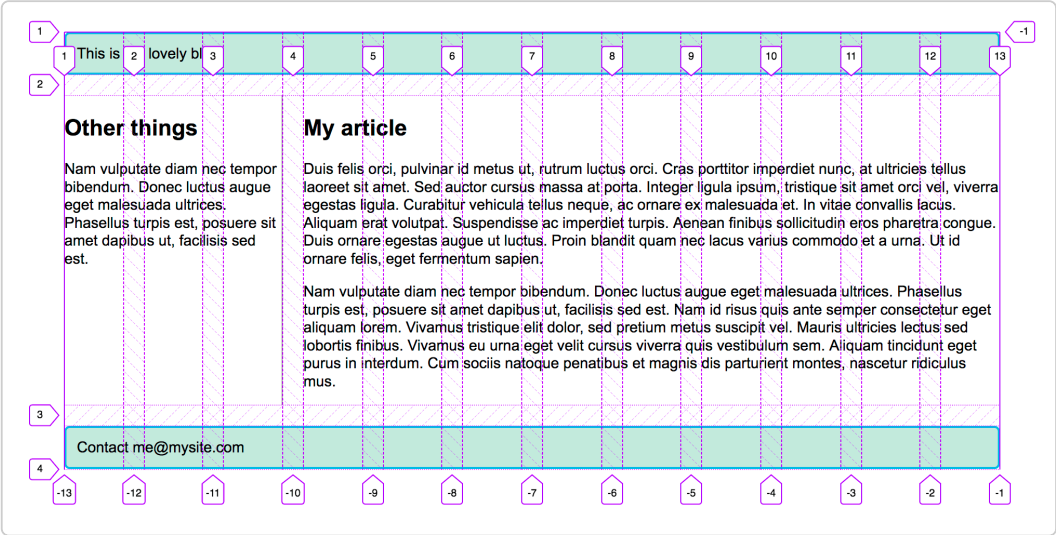 1 -1
This is lovely
1 2 3 4 5 6 7 8 9 10 11 12 13
2
Other things
My article
Nam vulputate diam nec tempor
bibendum. Donec luctus augue
eget malesuada ultrices.
Phasellus turpis est, posuere sit
amet dapibus ut, facilisis sed
est.
Duis felis orci, pulvinar id metus ut, rutrum luctus orci. Cras porttitor imperdiet nunc, at ultricies tellus
laoreet sit amet. Sed auctor cursus massa at porta. Integer ligula ipsum, tristique sit amet orci vel, viverra
egestas ligula. Curabitur vehicula tellus neque, ac ornare ex malesuada et. In vitae convallis lacus.
Aliquam erat volutpat. Suspendisse ac imperdiet turpis. Aenean finibus sollicitudin eros pharetra congue.
Duis ornare egestas augue ut luctus. Proin blandit quam nec lacus varius commodo et a urna. Ut id
ornare felis, eget fermentum sapien.
Nam vulputate diam nec tempor bibendum. Donec luctus augue eget malesuada ultrices. Phasellus
turpis est, posuere sit amet dapibus ut, facilisis sed est. Nam id risus quis ante semper consectetur eget
aliquam lorem. Vivamus tristique elit dolor, sed pretium metus suscipit vel. Mauris ultricies lectus sed
lobortis finibus. Vivamus eu urna eget velit cursus viverra quis vestibulum sem. Aliquam tincidunt eget
purus in interdum. Cum sociis natoque penatibus et magnis dis parturient montes, nascetur ridiculus
mus.
3
Contact me@mysite.com
4
-13 -12 -11 -10 -9 -8 -7 -6 -5 -4 -3 -2 -1